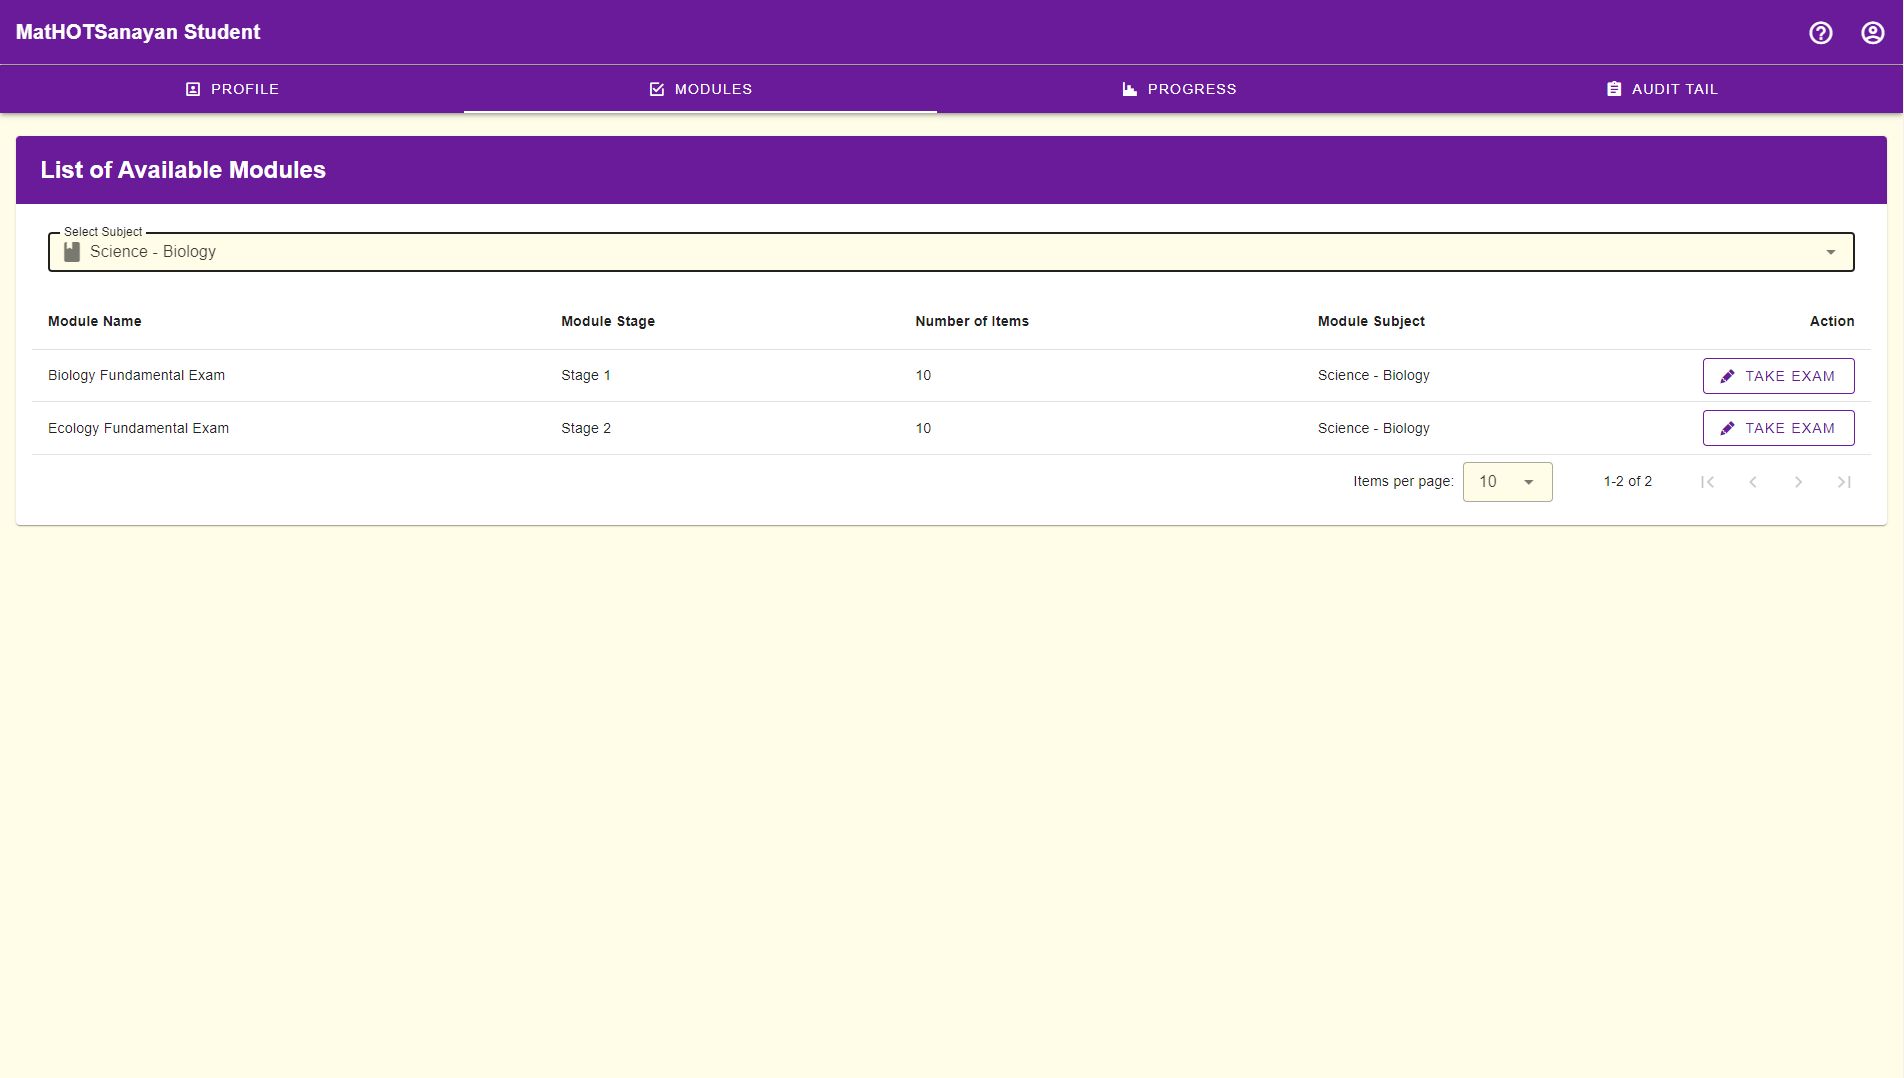 MatHOTSanayan Student
PROFILE
MODULES
PROGRESS
AUDIT TAIL
List of Available Modules
Select Subject
Science - Biology
Module Name Module Stage Number of Items Module Subject Action
Biology Fundamental Exam Stage 1 10 Science - Biology TAKE EXAM
Ecology Fundamental Exam Stage 2 10 Science - Biology TAKE EXAM
Items per page: 10 1-2 of 2